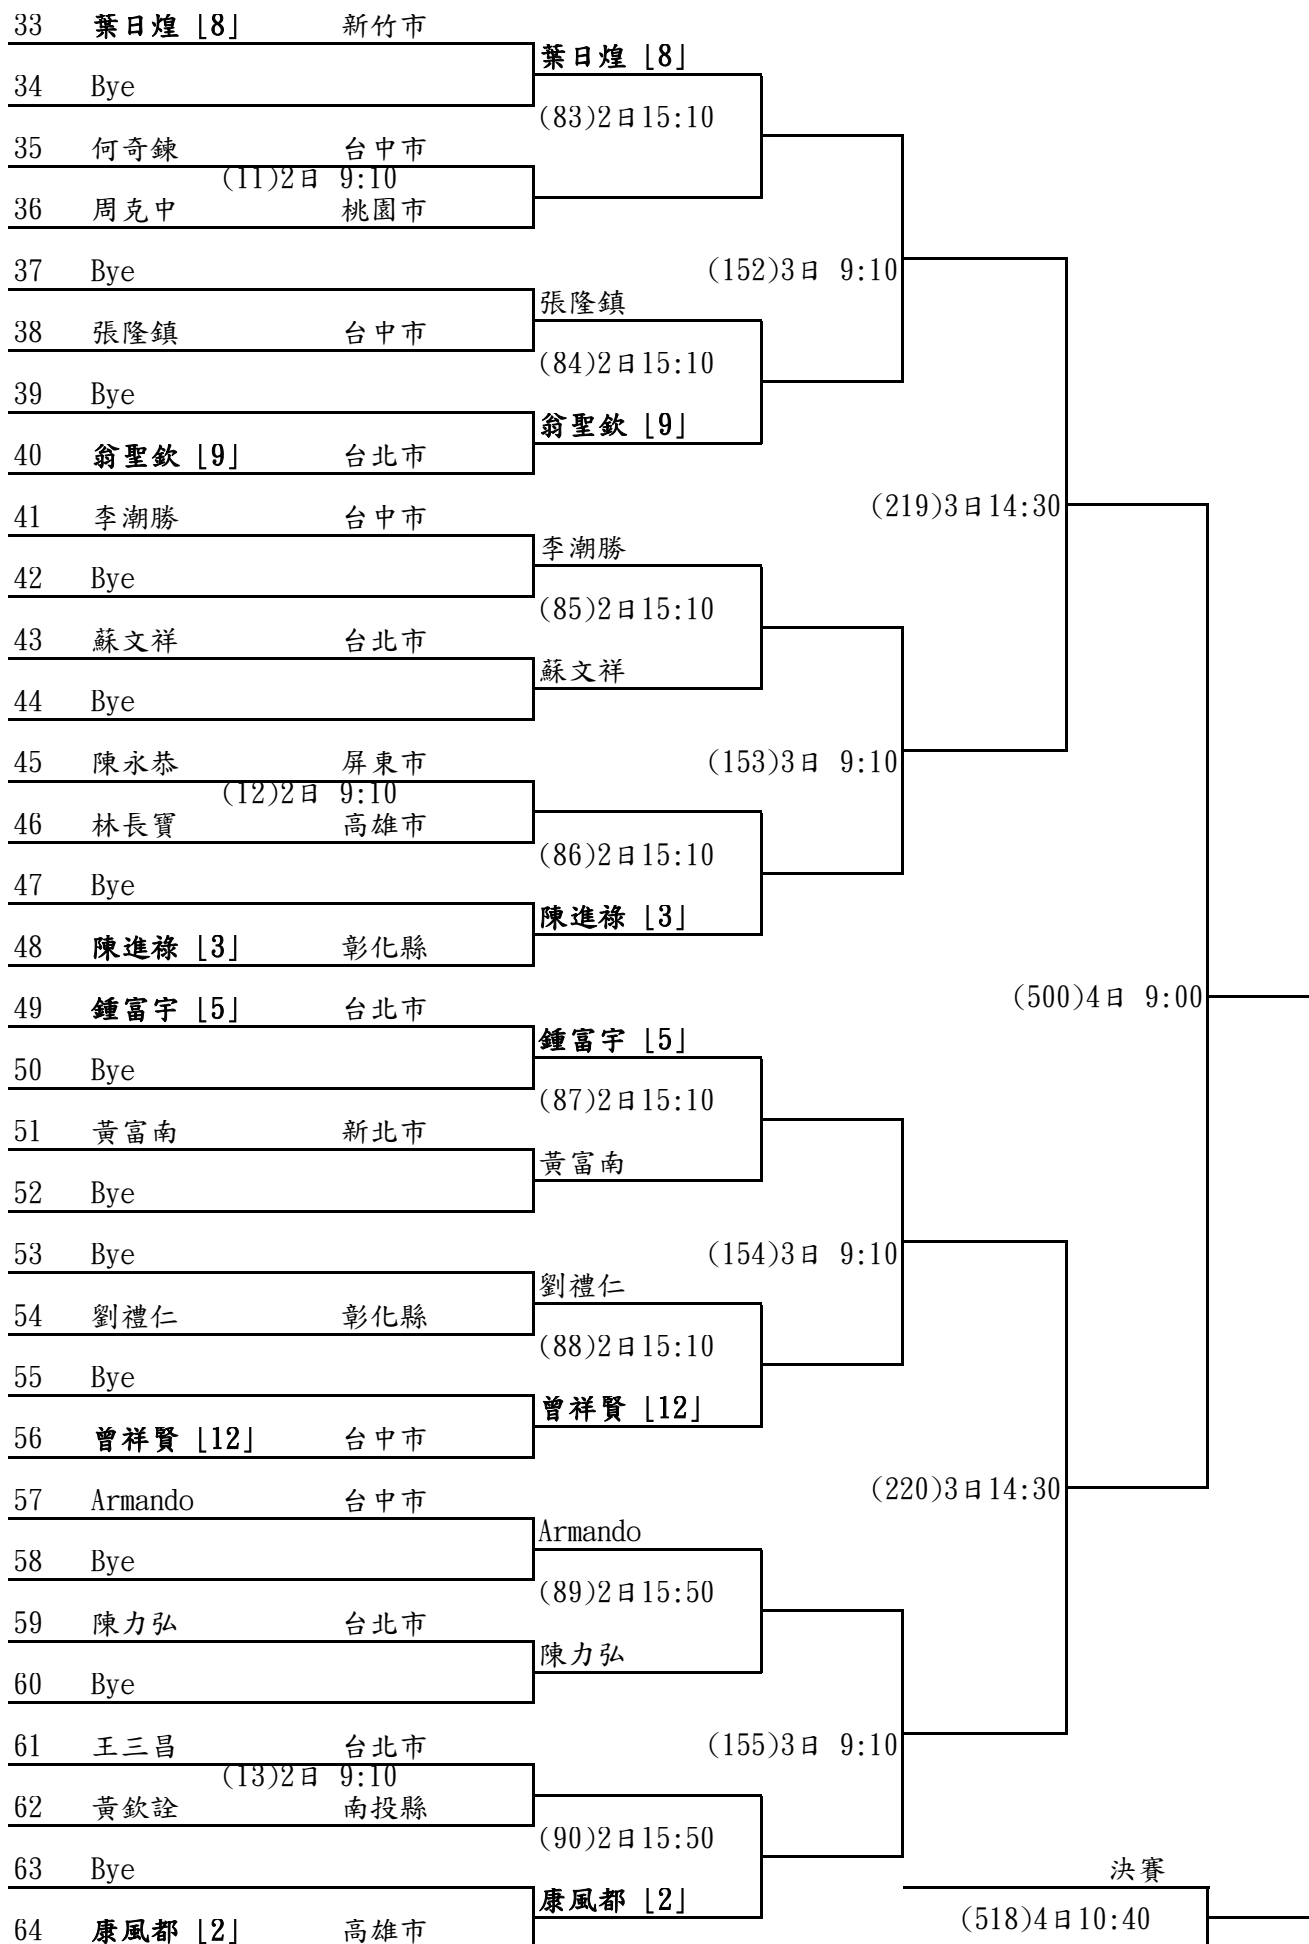 33 葉日煌 [8] 新竹市
葉日煌 [8]
34 Bye
(83)2日15:10
35 何奇鍊 台中市
(11)2日 9:10
36 周克中 桃園市
37 Bye
(152)3日 9:10
張隆鎮
38 張隆鎮 台中市
(84)2日15:10
39 Bye
翁聖欽 [9]
40 翁聖欽 [9] 台北市
(219)3日14:30
41 李潮勝 台中市
李潮勝
42 Bye
(85)2日15:10
43 蘇文祥 台北市
蘇文祥
44 Bye
45 陳永恭 屏東市
(153)3日 9:10
(12)2日 9:10
46 林長寶 高雄市
(86)2日15:10
47 Bye
陳進祿 [3]
48 陳進祿 [3] 彰化縣
(500)4日 9:00
49 鍾富宇 [5] 台北市
鍾富宇 [5]
50 Bye
(87)2日15:10
51 黃富南 新北市
黃富南
52 Bye
53 Bye
(154)3日 9:10
劉禮仁
54 劉禮仁 彰化縣
(88)2日15:10
55 Bye
曾祥賢 [12]
56 曾祥賢 [12] 台中市
(220)3日14:30
57 Armando 台中市
Armando
58 Bye
(89)2日15:50
59 陳力弘 台北市
陳力弘
60 Bye
61 王三昌 台北市
(155)3日 9:10
(13)2日 9:10
62 黃欽詮 南投縣
(90)2日15:50
63 Bye
決賽
康風都 [2]
(518)4日10:40
64 康風都 [2] 高雄市